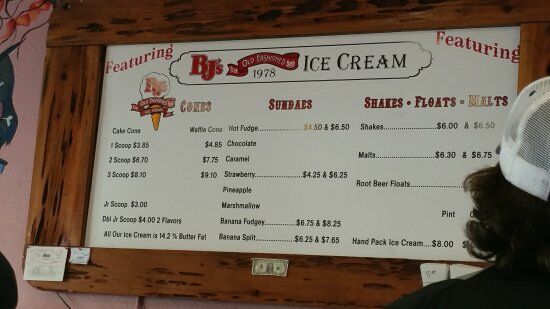 Featuring
BJ's OLD FASHIONED 1978 ICE CREAM
Featuring
BJ's
OLD FASHIONED
ICE CREAM
CONES
Cake Cone Waffle Cone
1 Scoop $3.85 $4.85
2 Scoop $6.70 $7.75
3 Scoop $8.10 $9.10
Jr Scoop $3.00
Dbl Jr Scoop $4.00 2 Flavors
All Our Ice Cream is 14.2 % Butter Fat
SUNDAES
Hot Fudge..............$4.50 & $6.50
Chocolate
Caramel
Strawberry..............$4.25 & $6.25
Pineapple
Marshmallow
Banana Fudgey..........$6.75 & $8.25
Banana Split............$6.25 & $7.65
SHAKES • FLOATS • MALTS
Shakes..................$6.00 & $6.50
Malts....................$6.30 & $6.75
Root Beer Floats
Pint
Hand Pack Ice Cream....$8.00